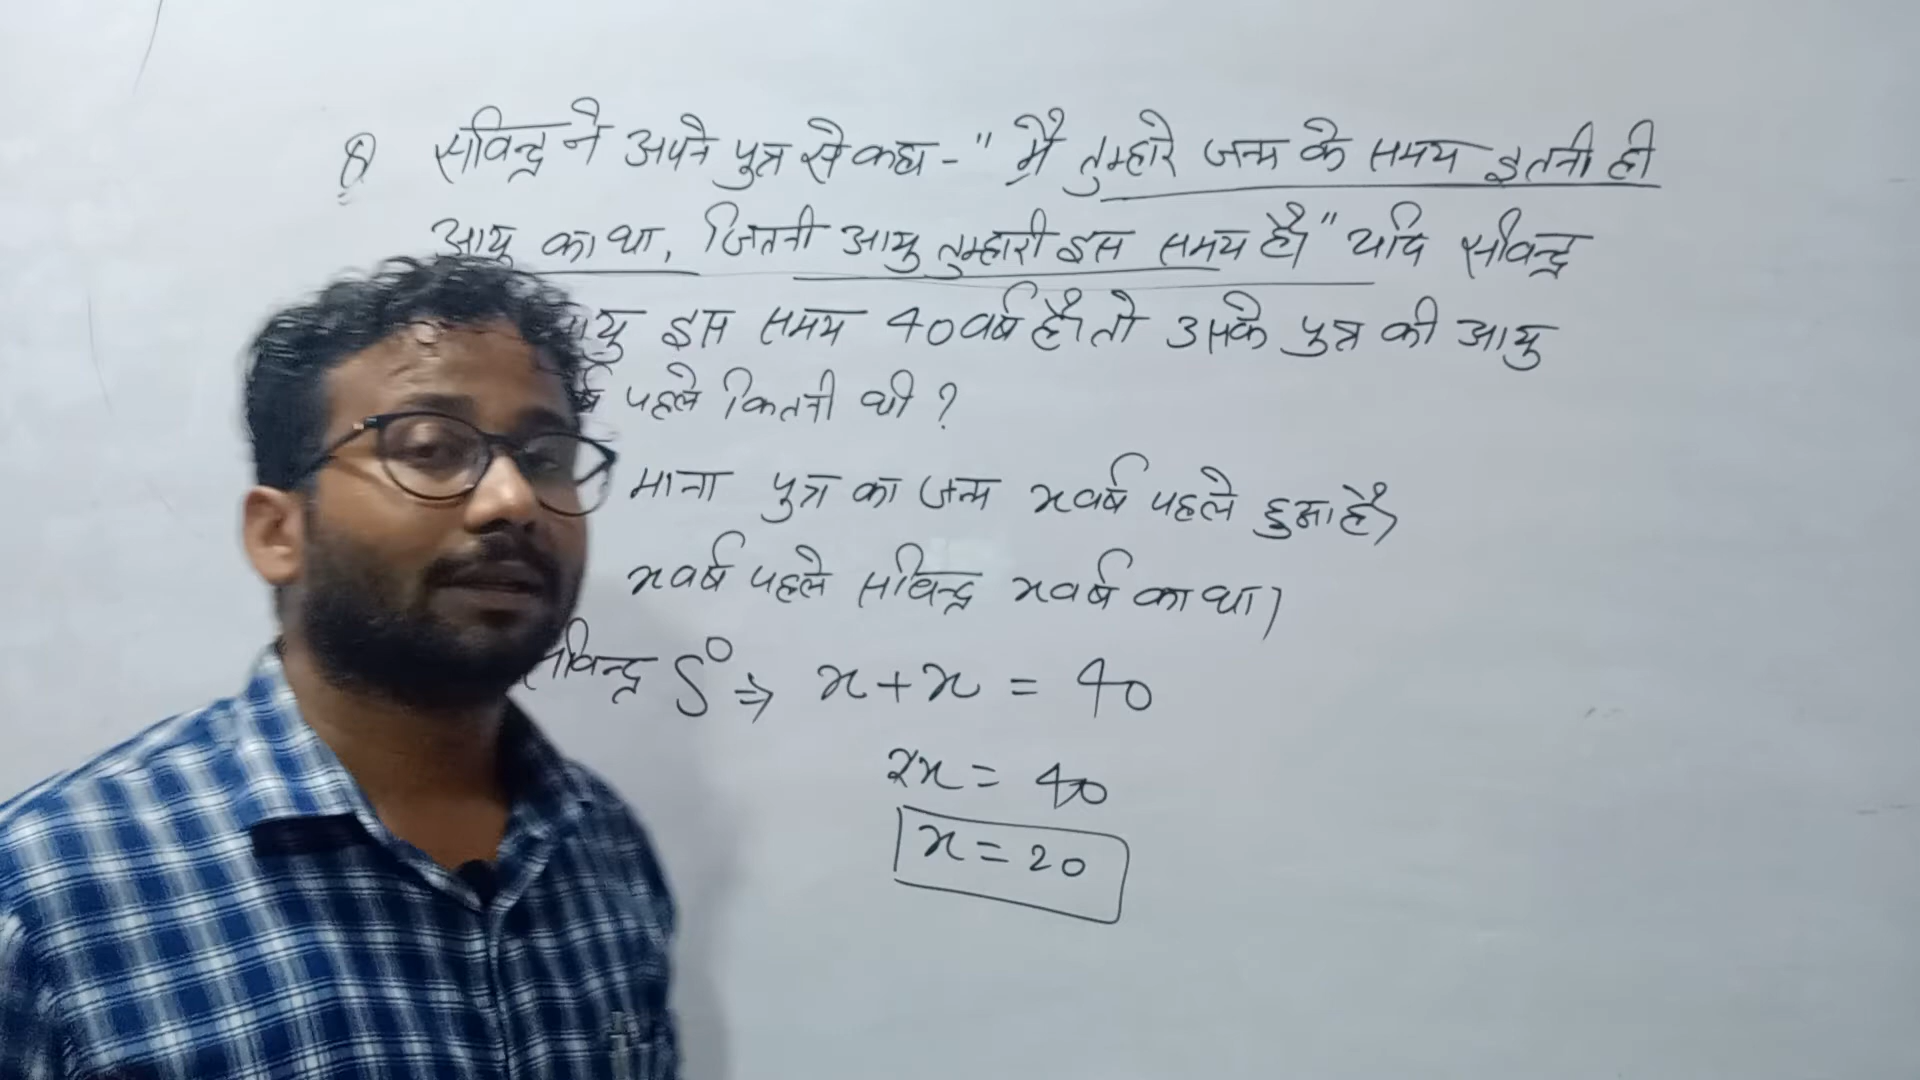 8) सविन्द्र ने अपने पुत्र से कहा - " मै तुम्हारे जन्म के समय इतनी ही
आयु का था, जितनी आयु तुम्हारी इस समय है।" यदि सविन्द्र
इस समय 40 वर्ष है। तो उसके पुत्र की आयु
पहले कितनी थी ?
माना पुत्र का जन्म x वर्ष पहले हुआ है।
x वर्ष पहले सविन्द्र x वर्ष का था।
⇒ x + x = 40
2x = 40
x = 20